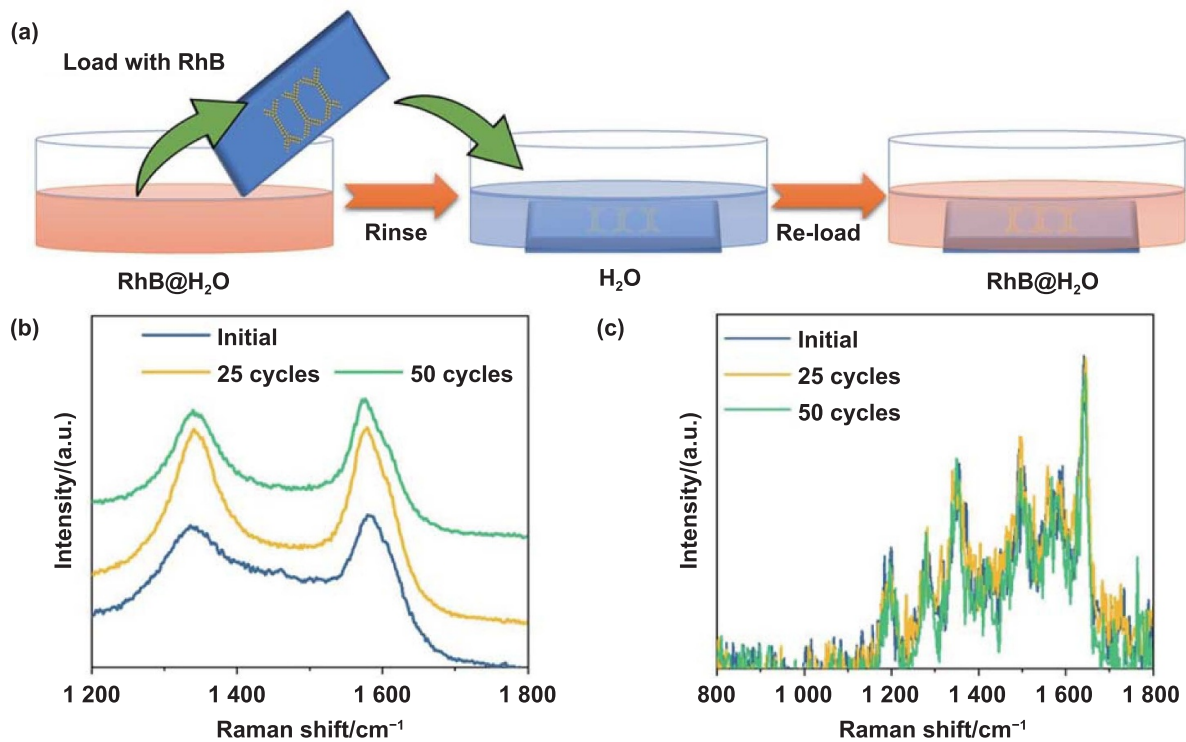 (a)
Load with RhB
Rinse
Re-load
RhB@H₂O
H₂O
RhB@H₂O
(b)
Initial
25 cycles
50 cycles
Intensity/(a.u.)
1 200
1 400
1 600
1 800
Raman shift/cm⁻¹
(c)
Initial
25 cycles
50 cycles
Intensity/(a.u.)
800
1 000
1 200
1 400
1 600
1 800
Raman shift/cm⁻¹